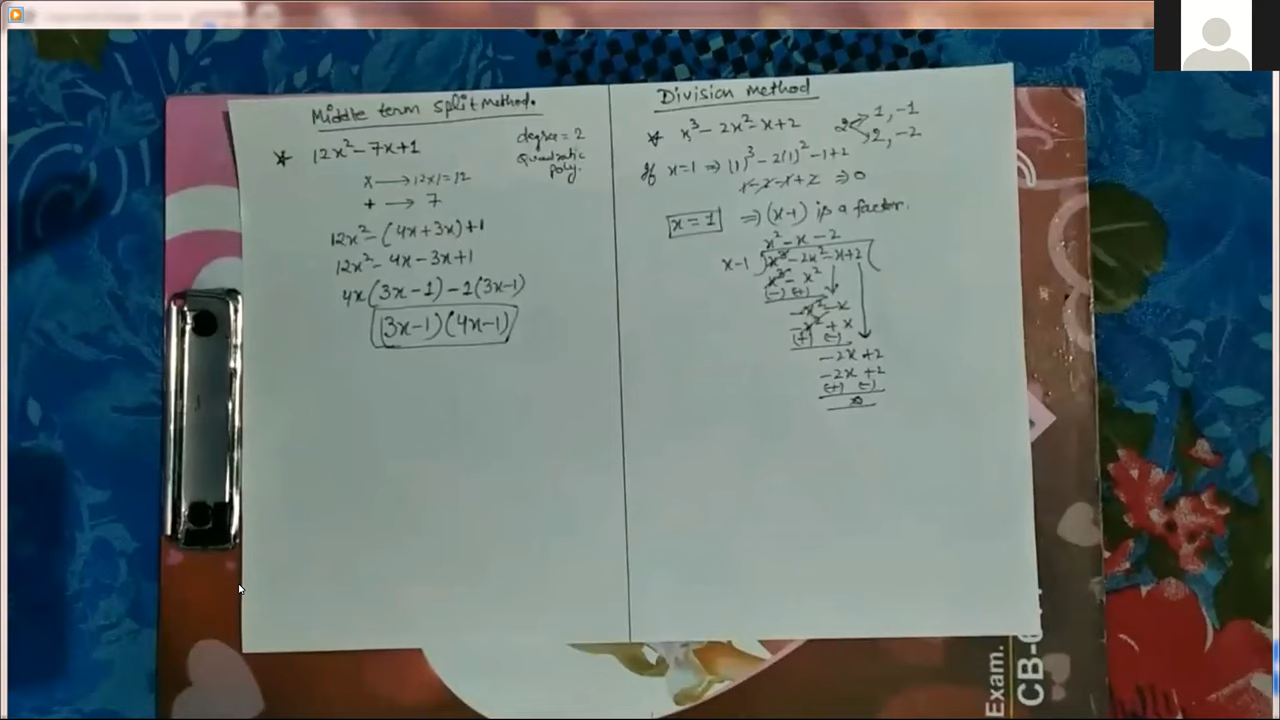 Middle term split method.
* 12x² - 7x + 1
degree = 2
Quadratic
poly.
x → 12x1 = 12
+ → 7
12x² - (4x + 3x) + 1
12x² - 4x - 3x + 1
4x(3x - 1) - 1(3x - 1)
(3x - 1)(4x - 1)
Division method
* x³ - 2x² - x + 2
2 < 1, -1
2, -2
If x = 1 ⇒ (1)³ - 2(1)² - 1 + 2
1 - 2 - 1 + 2 ⇒ 0
x = 1 ⇒ (x-1) is a factor.
x² - x - 2
x-1 ) x³ - 2x² - x + 2 (
x³ - x²
(-) (+)
-x² - x
-x² + x
(+) (-)
-2x + 2
-2x + 2
(+) (-)
0
Exam.